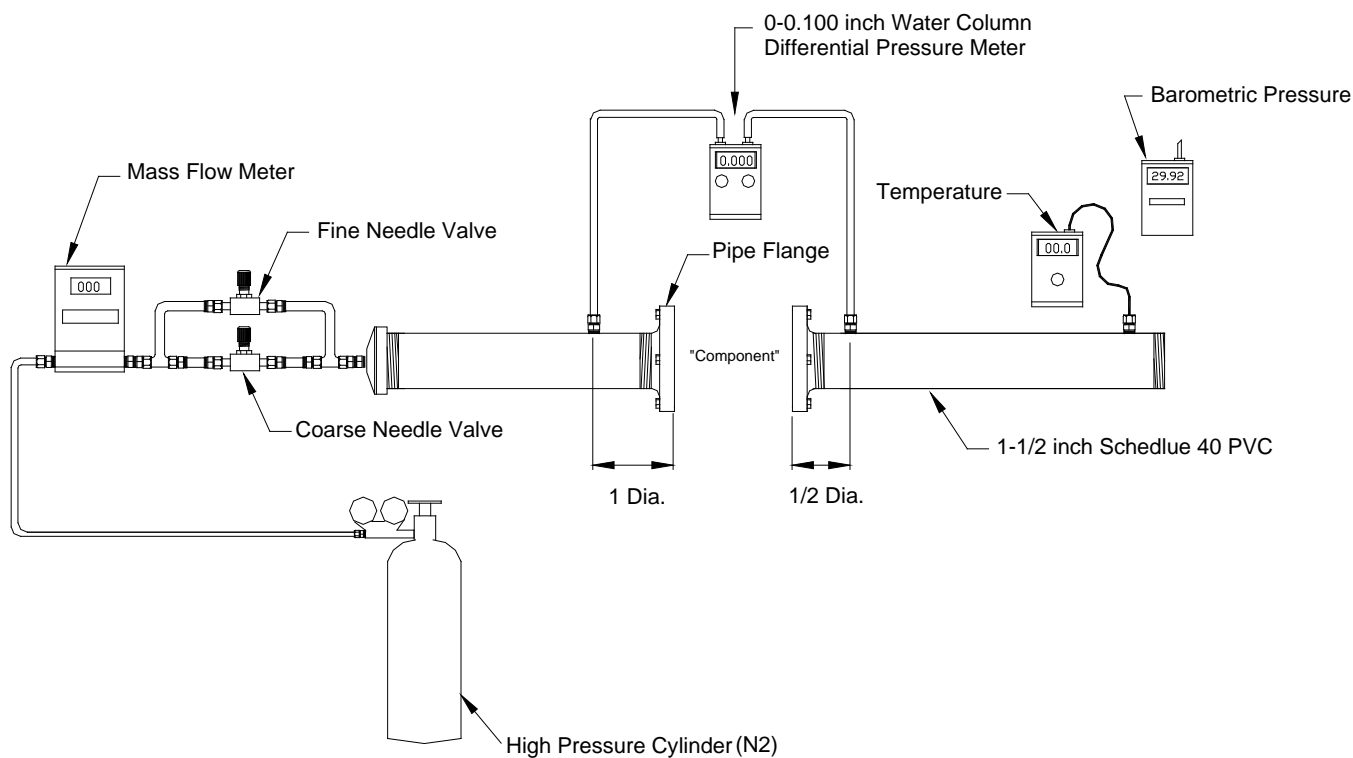 0-0.100 inch Water Column
Differential Pressure Meter
Barometric Pressure
29.92
Mass Flow Meter
0.000
Temperature
Fine Needle Valve
00.0
Pipe Flange
000
"Component"
Coarse Needle Valve
1-1/2 inch Schedlue 40 PVC
1 Dia.
1/2 Dia.
High Pressure Cylinder (N2)